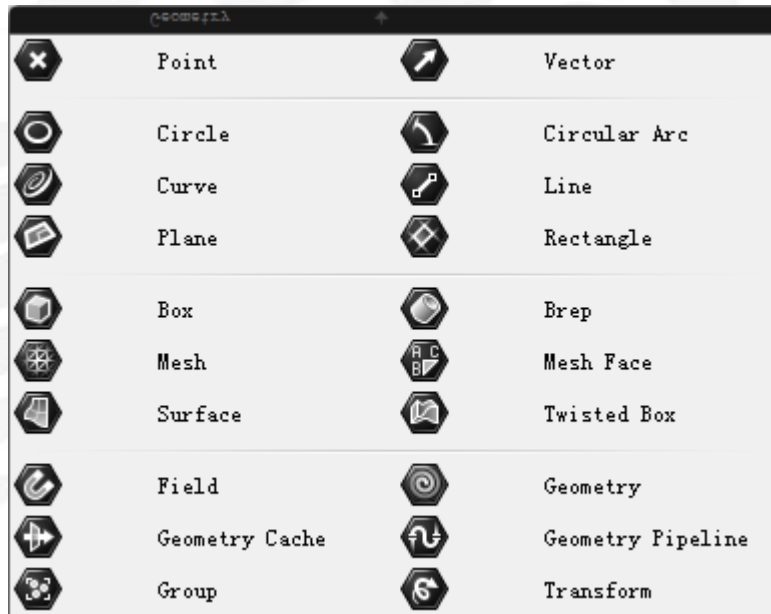 Geometry
Point Vector
Circle Circular Arc
Curve Line
Plane Rectangle
Box Brep
Mesh A C B Mesh Face
Surface Twisted Box
Field Geometry
Geometry Cache Geometry Pipeline
Group Transform